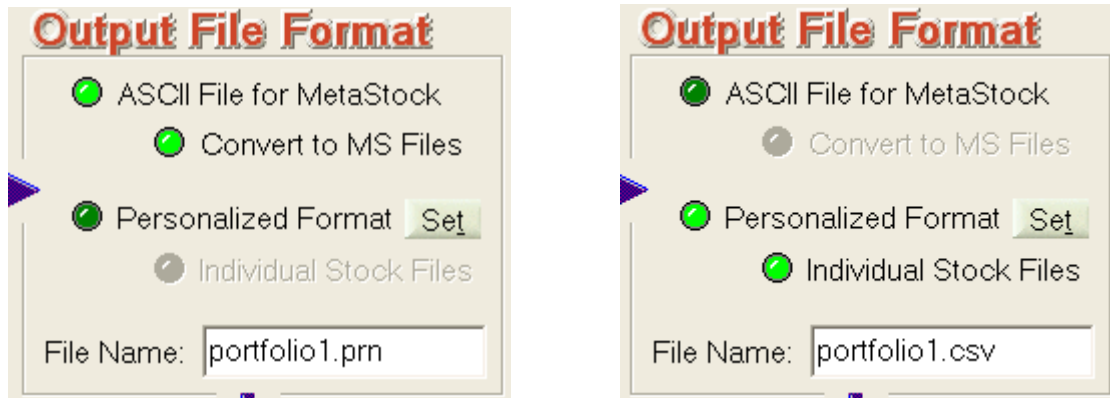 Output File Format
ASCII File for MetaStock
Convert to MS Files
Personalized Format Set
Individual Stock Files
File Name: portfolio1.prn
Output File Format
ASCII File for MetaStock
Convert to MS Files
Personalized Format Set
Individual Stock Files
File Name: portfolio1.csv